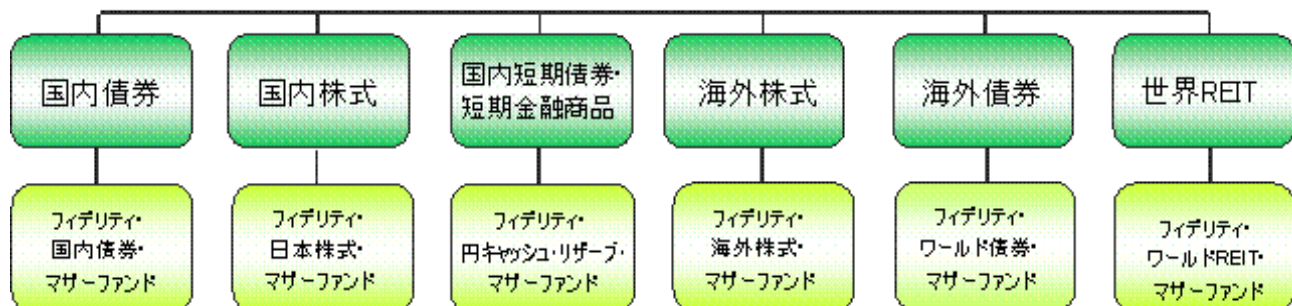 国内債券
国内株式
国内短期債券・
短期金融商品
海外株式
海外債券
世界REIT
フィデリティ・
国内債券・
マザーファンド
フィデリティ・
日本株式・
マザーファンド
フィデリティ・
円キャッシュ・リザーブ・
マザーファンド
フィデリティ・
海外株式・
マザーファンド
フィデリティ・
ワールド債券・
マザーファンド
フィデリティ・
ワールドREIT・
マザーファンド